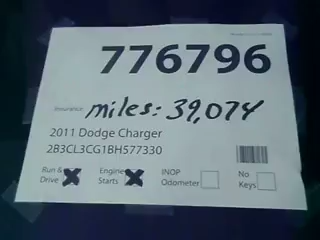 776796
Insurance miles: 39,074
2011 Dodge Charger
2B3CL3CG1BH577330
Run & Drive
Engine Starts
INOP Odometer
No Keys